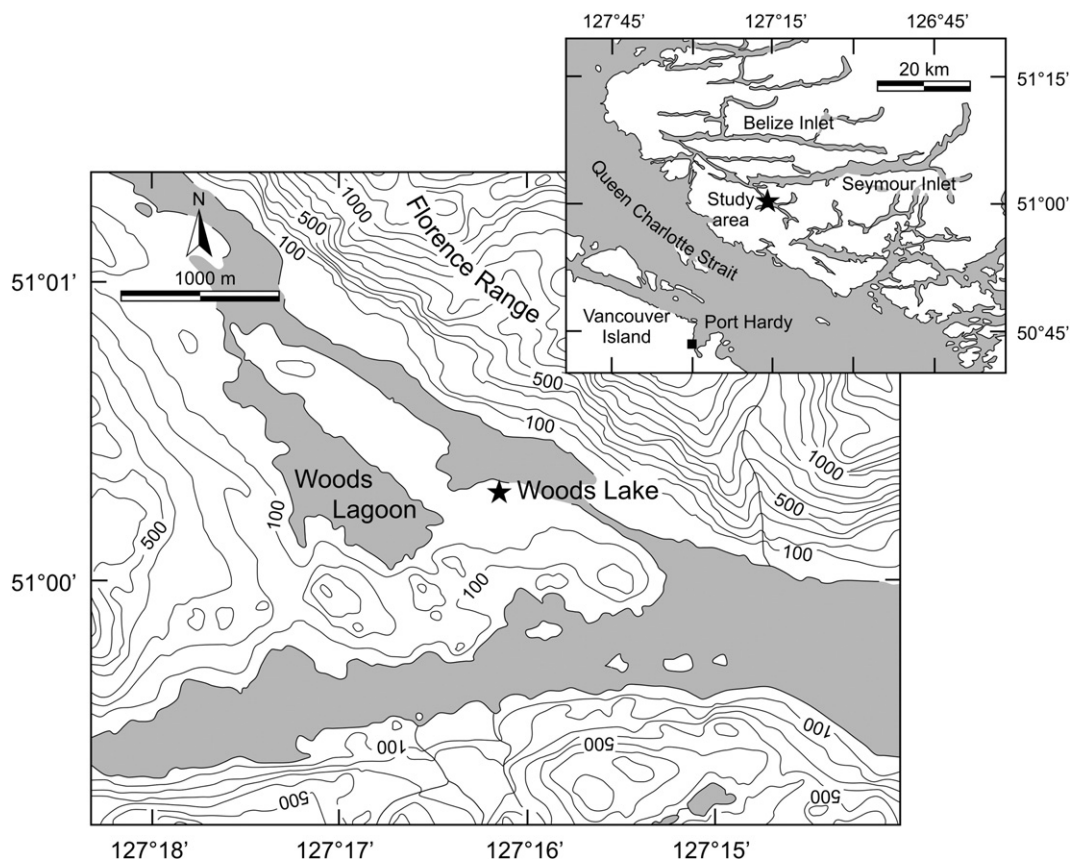 127°45’ 127°15’ 126°45’
20 km
51°15’
Belize Inlet
Seymour Inlet
Study
area
51°00’
Queen Charlotte Strait
Vancouver
Island
Port Hardy
50°45’
N
1000 m
51°01’
1000
500
100
Florence Range
500
100
1000
500
100
Woods
Lagoon
Woods Lake
100
500
100
51°00’
100
500
100
500
500
100
500
127°18’ 127°17’ 127°16’ 127°15’